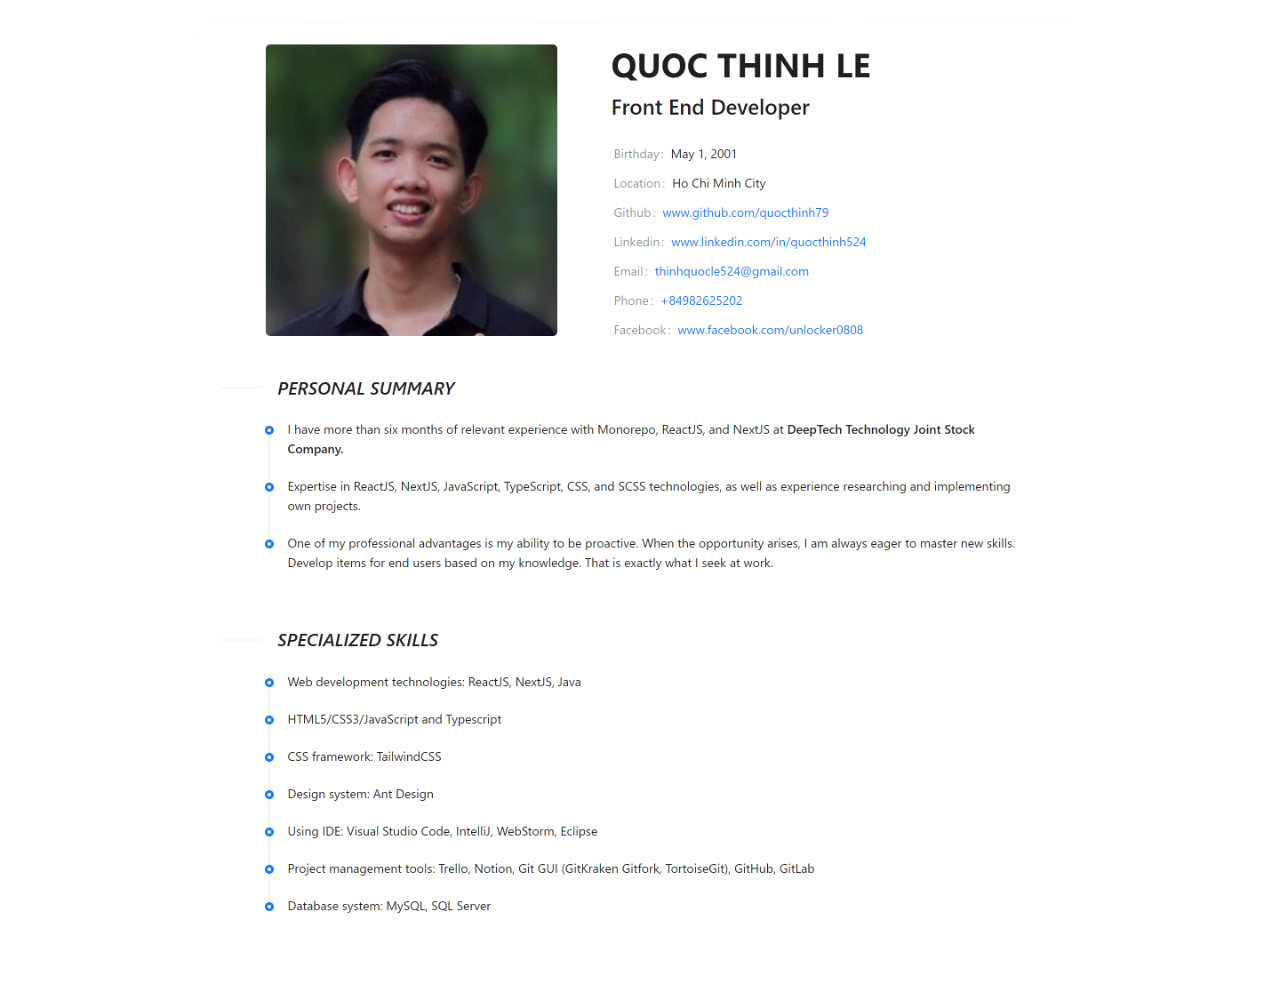 QUOC THINH LE
Front End Developer
Birthday: May 1, 2001
Location: Ho Chi Minh City
Github: www.github.com/quocthinh79
Linkedin: www.linkedin.com/in/quocthinh524
Email: thinhquocle524@gmail.com
Phone: +84982625202
Facebook: www.facebook.com/unlocker0808
PERSONAL SUMMARY
I have more than six months of relevant experience with Monorepo, ReactJS, and NextJS at DeepTech Technology Joint Stock
Company.
Expertise in ReactJS, NextJS, JavaScript, TypeScript, CSS, and SCSS technologies, as well as experience researching and implementing
own projects.
One of my professional advantages is my ability to be proactive. When the opportunity arises, I am always eager to master new skills.
Develop items for end users based on my knowledge. That is exactly what I seek at work.
SPECIALIZED SKILLS
Web development technologies: ReactJS, NextJS, Java
HTML5/CSS3/JavaScript and Typescript
CSS framework: TailwindCSS
Design system: Ant Design
Using IDE: Visual Studio Code, IntelliJ, WebStorm, Eclipse
Project management tools: Trello, Notion, Git GUI (GitKraken Gitfork, TortoiseGit), GitHub, GitLab
Database system: MySQL, SQL Server